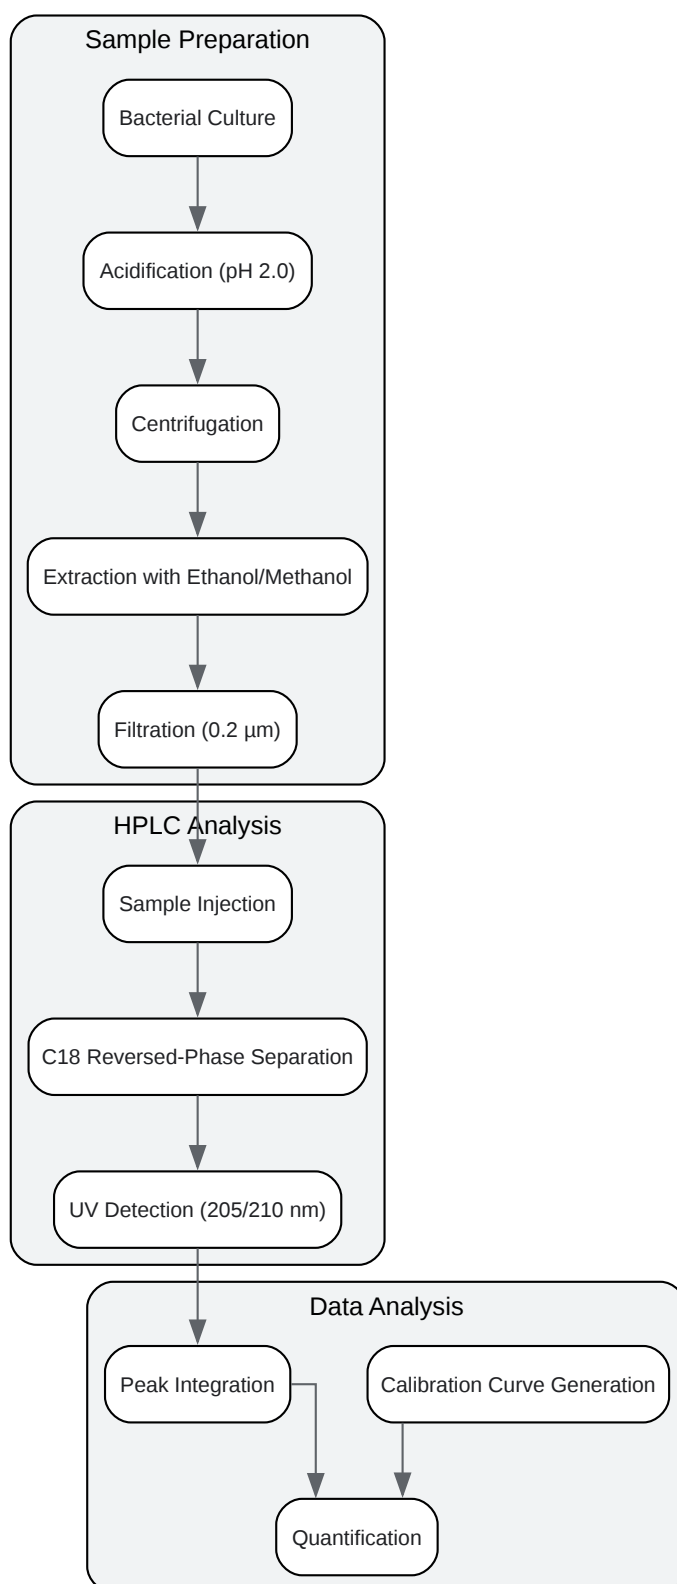 Sample Preparation
Bacterial Culture
Acidification (pH 2.0)
Centrifugation
Extraction with Ethanol/Methanol
Filtration (0.2 µm)
HPLC Analysis
Sample Injection
C18 Reversed-Phase Separation
UV Detection (205/210 nm)
Data Analysis
Peak Integration
Calibration Curve Generation
Quantification